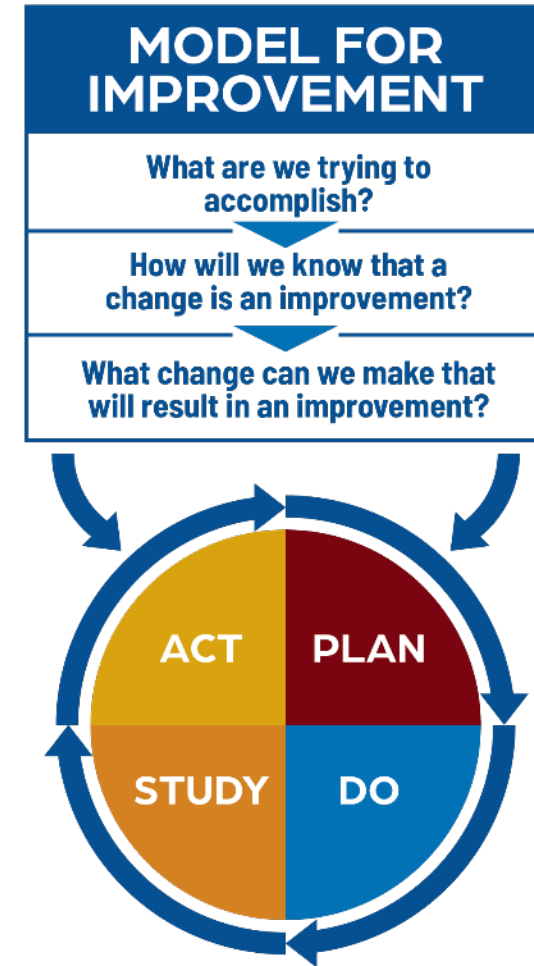 MODEL FOR
IMPROVEMENT
What are we trying to
accomplish?
How will we know that a
change is an improvement?
What change can we make that
will result in an improvement?
ACT
PLAN
STUDY
DO